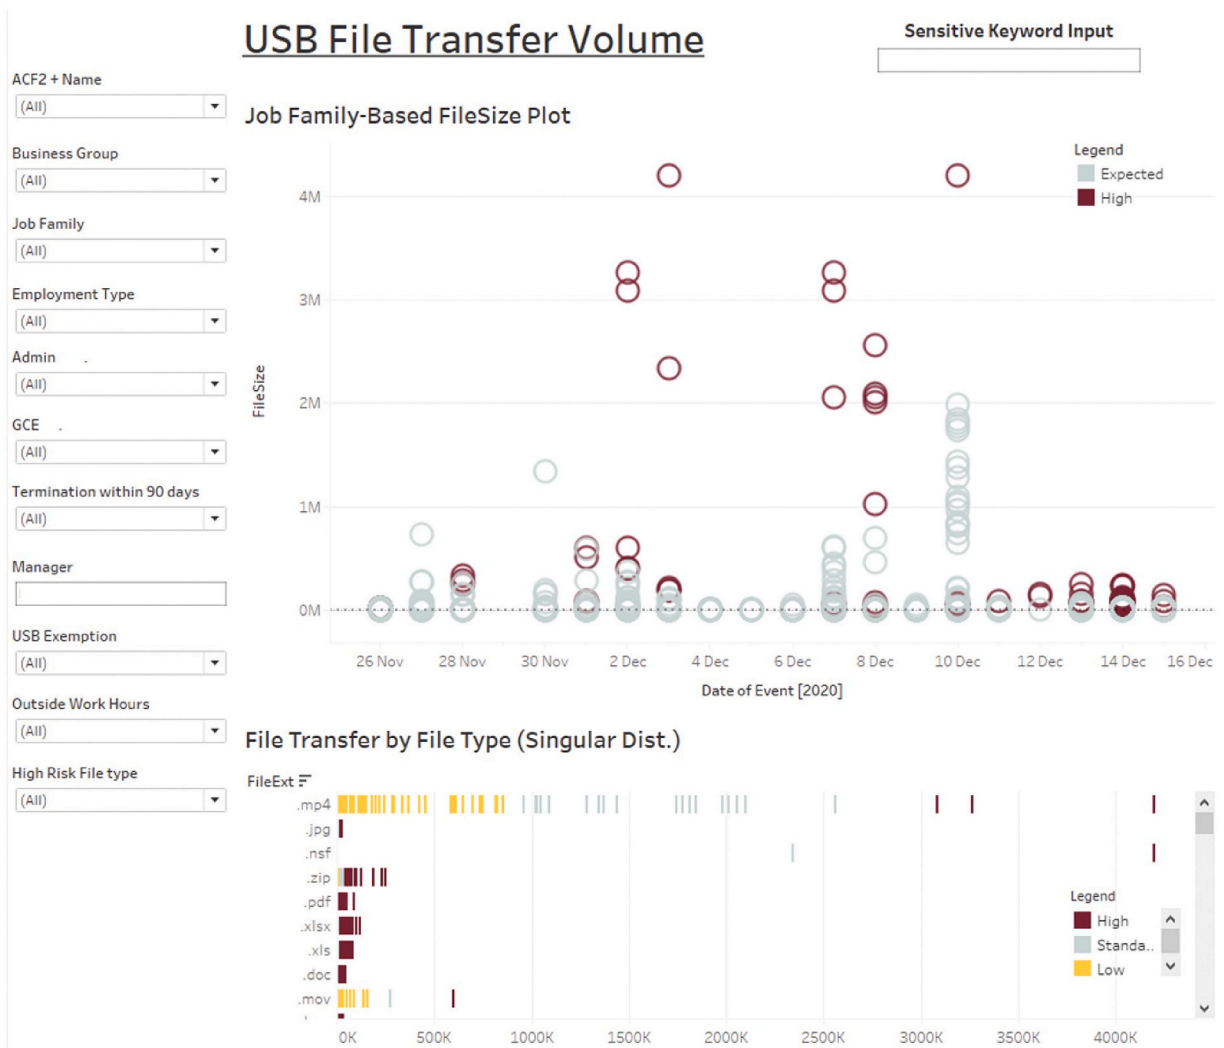 USB File Transfer Volume
Sensitive Keyword Input
ACF2 + Name
(All)
Business Group
(All)
Job Family
(All)
Employment Type
(All)
Admin .
(All)
GCE .
(All)
Termination within 90 days
(All)
Manager
USB Exemption
(All)
Outside Work Hours
(All)
High Risk File type
(All)
Job Family-Based FileSize Plot
Legend
Expected
High
4M
3M
2M
1M
0M
FileSize
26 Nov 28 Nov 30 Nov 2 Dec 4 Dec 6 Dec 8 Dec 10 Dec 12 Dec 14 Dec 16 Dec
Date of Event [2020]
File Transfer by File Type (Singular Dist.)
FileExt
.mp4
.jpg
.nsf
.zip
.pdf
.xlsx
.xls
.doc
.mov
Legend
High
Standa..
Low
0K 500K 1000K 1500K 2000K 2500K 3000K 3500K 4000K